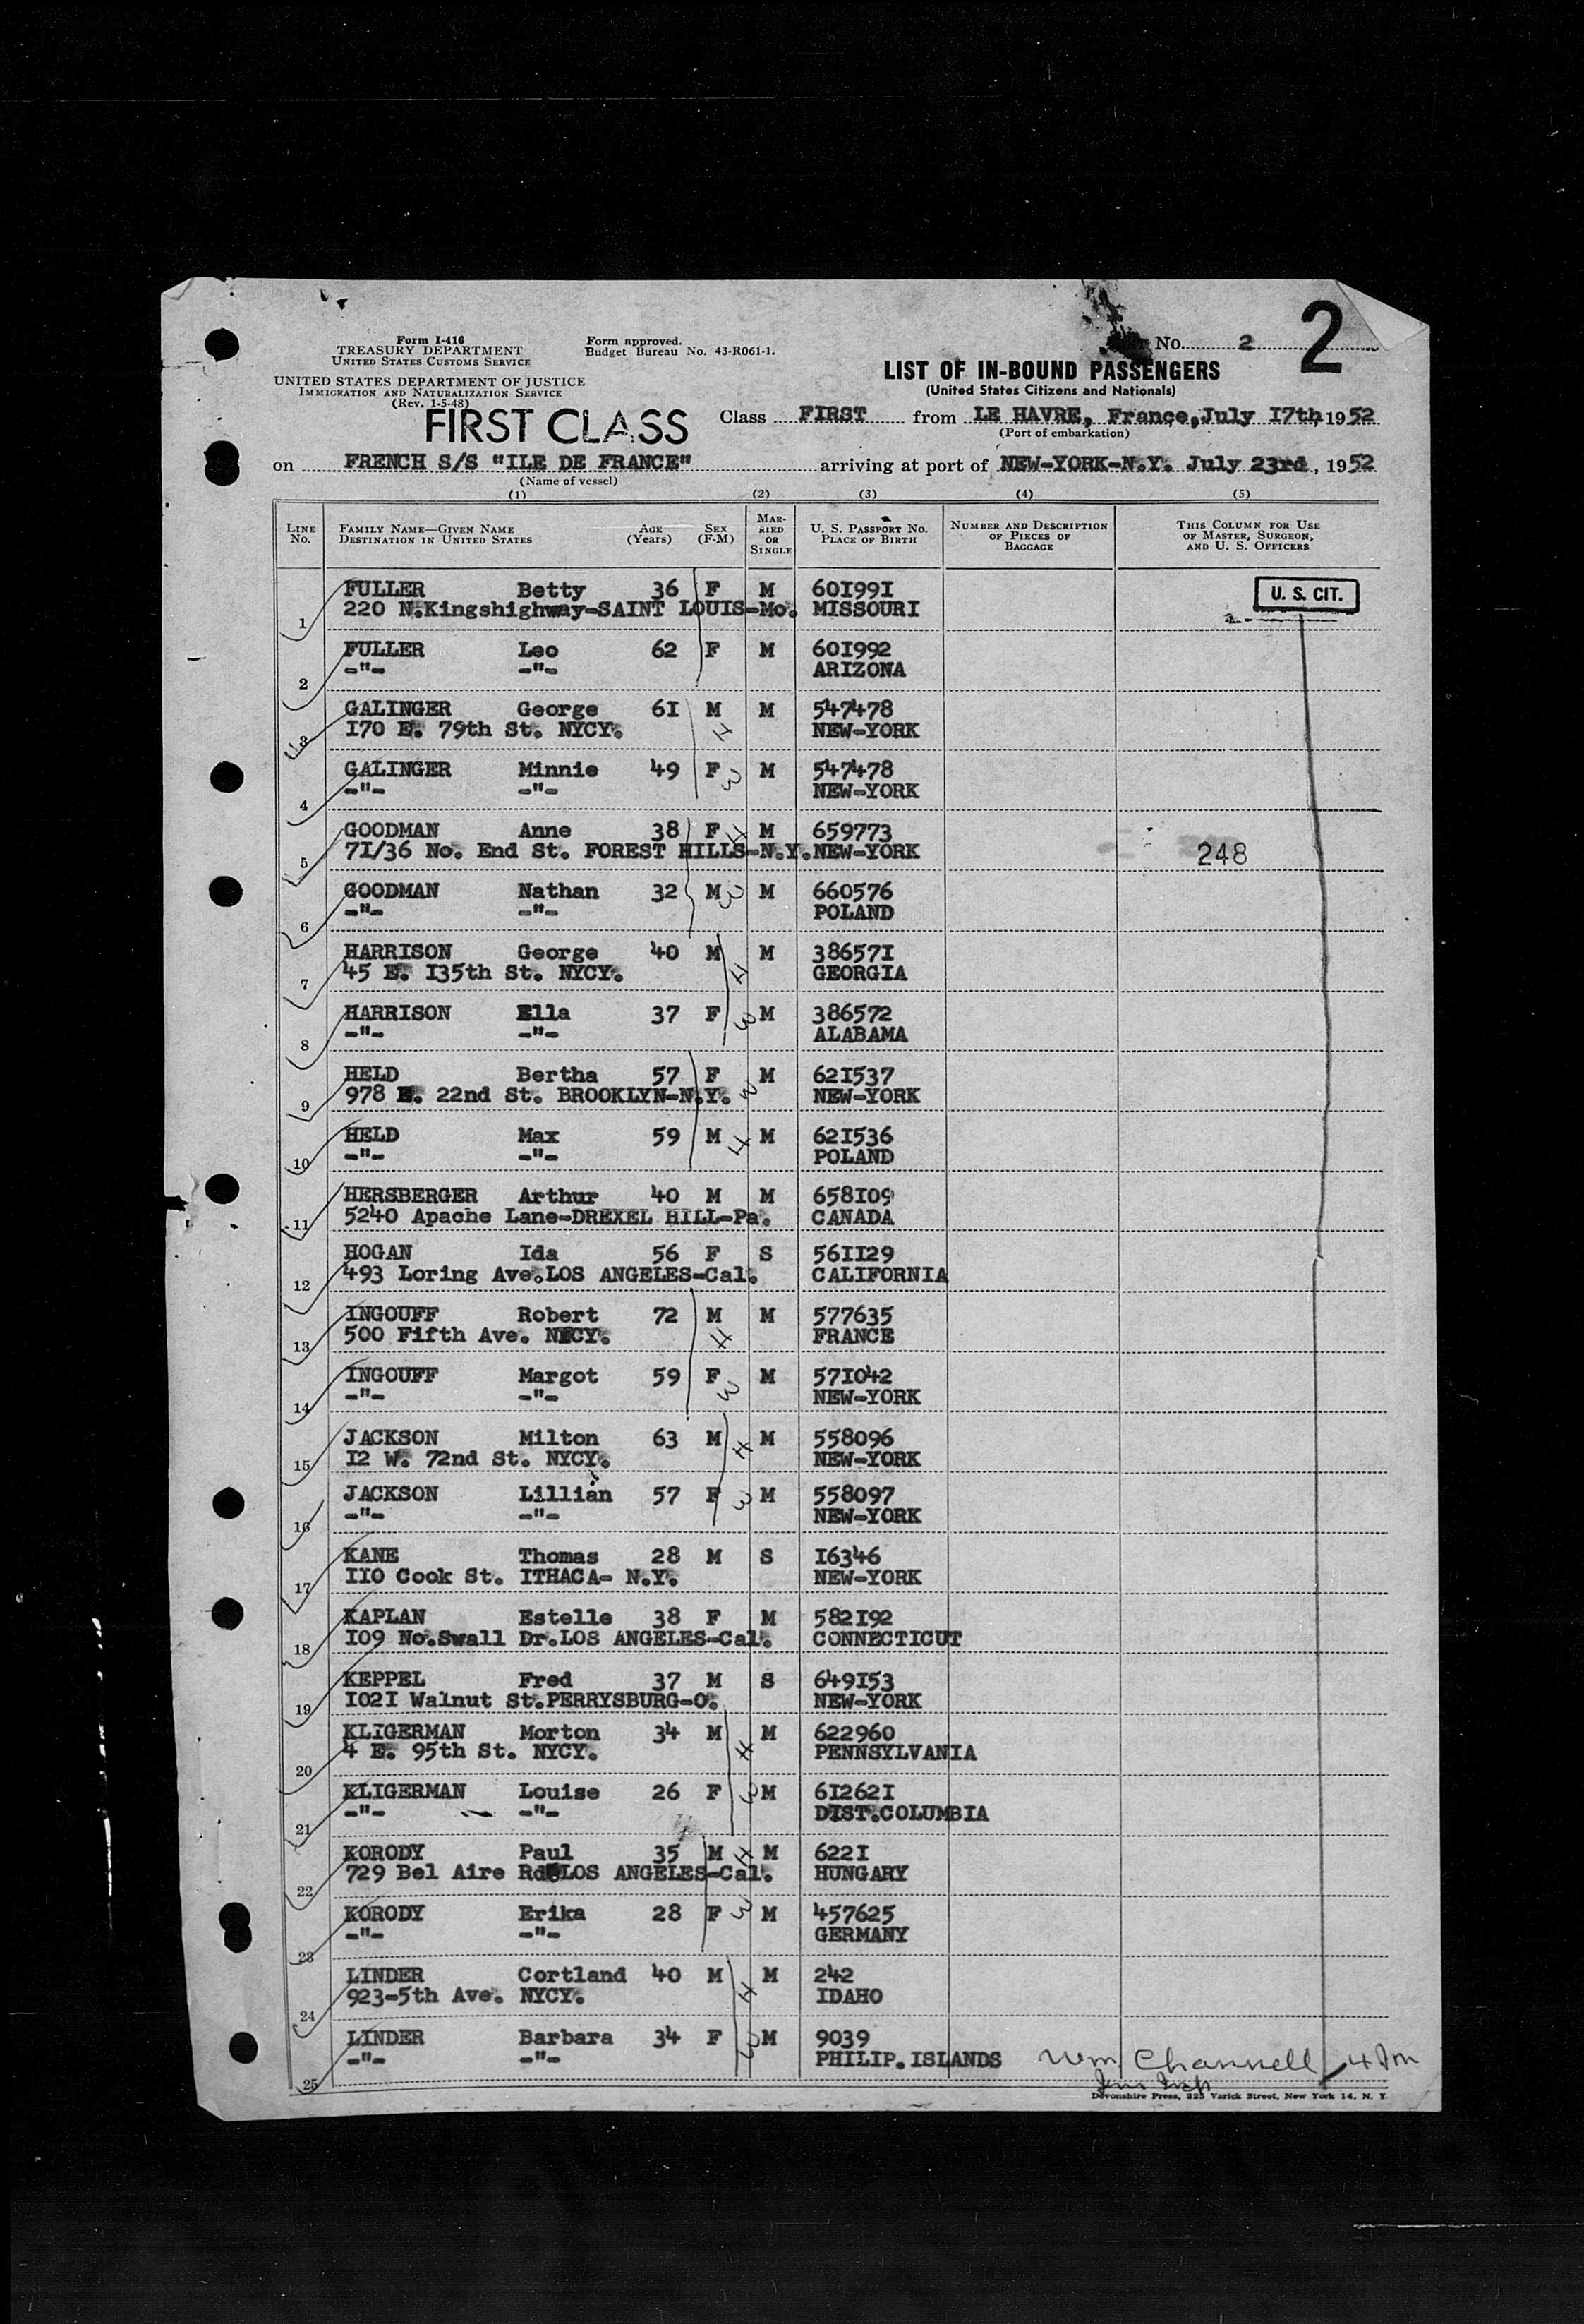 2
No. 2
Form I-416
TREASURY DEPARTMENT
UNITED STATES CUSTOMS SERVICE
Form approved.
Budget Bureau No. 43-R061-1.
UNITED STATES DEPARTMENT OF JUSTICE
IMMIGRATION AND NATURALIZATION SERVICE
(Rev. 1-5-48)
LIST OF IN-BOUND PASSENGERS
(United States Citizens and Nationals)
FIRST CLASS
Class FIRST from LE HAVRE, France, July 17th 1952
(Port of embarkation)
on FRENCH S/S "ILE DE FRANCE" arriving at port of NEW-YORK-N.Y. July 23rd, 1952
(Name of vessel)
(1) (2) (3) (4) (5)
LINE No. FAMILY NAME—GIVEN NAME DESTINATION IN UNITED STATES AGE (Years) SEX (F-M) MARRIED OR SINGLE U. S. PASSPORT NO. PLACE OF BIRTH NUMBER AND DESCRIPTION OF PIECES OF BAGGAGE THIS COLUMN FOR USE OF MASTER, SURGEON, AND U. S. OFFICERS
FULLER Betty 36 F M 601991 U. S. CIT.
1 220 N.Kingshighway-SAINT LOUIS-Mo. MISSOURI
FULLER Leo 62 F M 601992
2 -"- -"- ARIZONA
GALINGER George 61 M M 547478
3 170 E. 79th St. NYCY. NEW-YORK
GALINGER Minnie 49 F M 547478
4 -"- -"- NEW-YORK
GOODMAN Anne 38 F M 659773
5 71/36 No. End St. FOREST HILLS-N.Y. NEW-YORK 248
GOODMAN Nathan 32 M M 660576
6 -"- -"- POLAND
HARRISON George 40 M M 386571
7 45 E. 135th St. NYCY. GEORGIA
HARRISON Ella 37 F M 386572
8 -"- -"- ALABAMA
HELD Bertha 57 F M 621537
9 978 E. 22nd St. BROOKLYN-N.Y. NEW-YORK
HELD Max 59 M M 621536
10 -"- -"- POLAND
HERSBERGER Arthur 40 M M 658109
11 5240 Apache Lane-DREXEL HILL-Pa. CANADA
HOGAN Ida 56 F S 561129
12 493 Loring Ave.LOS ANGELES-Cal. CALIFORNIA
INGOUFF Robert 72 M M 577635
13 500 Fifth Ave. NYCY. FRANCE
INGOUFF Margot 59 F M 571042
14 -"- -"- NEW-YORK
JACKSON Milton 63 M M 558096
15 12 W. 72nd St. NYCY. NEW-YORK
JACKSON Lillian 57 F M 558097
16 -"- -"- NEW-YORK
KANE Thomas 28 M S 16346
17 110 Cook St. ITHACA- N.Y. NEW-YORK
KAPLAN Estelle 38 F M 582192
18 109 No.Swall Dr.LOS ANGELES-Cal. CONNECTICUT
KEPPEL Fred 37 M S 649153
19 1021 Walnut St.PERRYSBURG-O. NEW-YORK
KLIGERMAN Morton 34 M M 622960
20 4 E. 95th St. NYCY. PENNSYLVANIA
KLIGERMAN Louise 26 F M 612621
21 -"- -"- DIST.COLUMBIA
KORODY Paul 35 M M 6221
22 729 Bel Aire Rd.LOS ANGELES-Cal. HUNGARY
KORODY Erika 28 F M 457625
23 -"- -"- GERMANY
LINDER Cortland 40 M M 242
24 923-5th Ave. NYCY. IDAHO
LINDER Barbara 34 F M 9039
25 -"- -"- PHILIP.ISLANDS Wm Channell
Devonshire Press, 225 Varick Street, New York 14, N. Y.